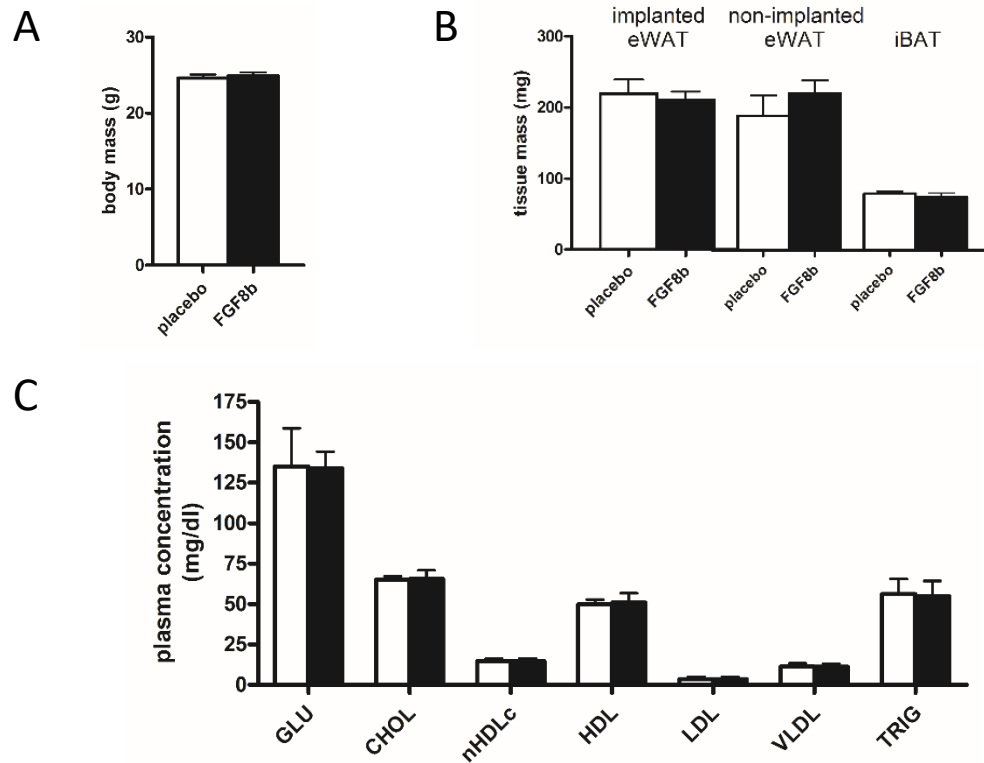 A
body mass (g)
30
20
10
0
placebo
FGF8b
B
implanted non-implanted
eWAT eWAT iBAT
tissue mass (mg)
300
200
100
0
placebo
FGF8b
placebo
FGF8b
placebo
FGF8b
C
plasma concentration
(mg/dl)
175
150
125
100
75
50
25
0
GLU
CHOL
nHDLc
HDL
LDL
VLDL
TRIG